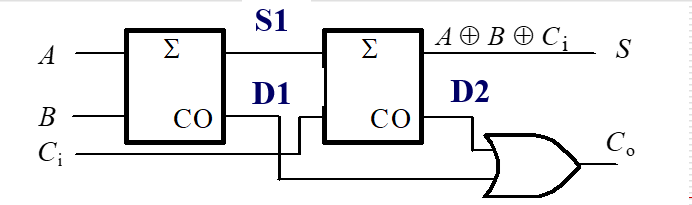 S1
A Σ Σ A ⊕ B ⊕ Cᵢ S
D1 D2
B CO CO
Cᵢ Cₒ